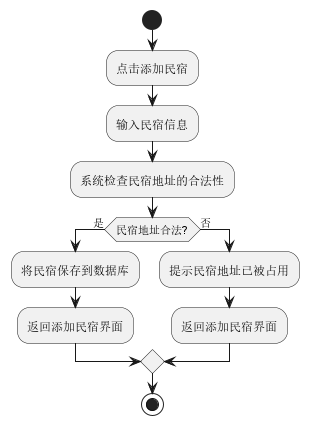 点击添加民宿
输入民宿信息
系统检查民宿地址的合法性
民宿地址合法?
是
否
将民宿保存到数据库
提示民宿地址已被占用
返回添加民宿界面
返回添加民宿界面